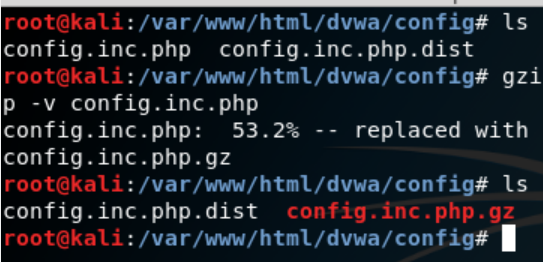 root@kali:/var/www/html/dvwa/config# ls
config.inc.php  config.inc.php.dist
root@kali:/var/www/html/dvwa/config# gzi
p -v config.inc.php
config.inc.php:  53.2% -- replaced with
config.inc.php.gz
root@kali:/var/www/html/dvwa/config# ls
config.inc.php.dist  config.inc.php.gz
root@kali:/var/www/html/dvwa/config#